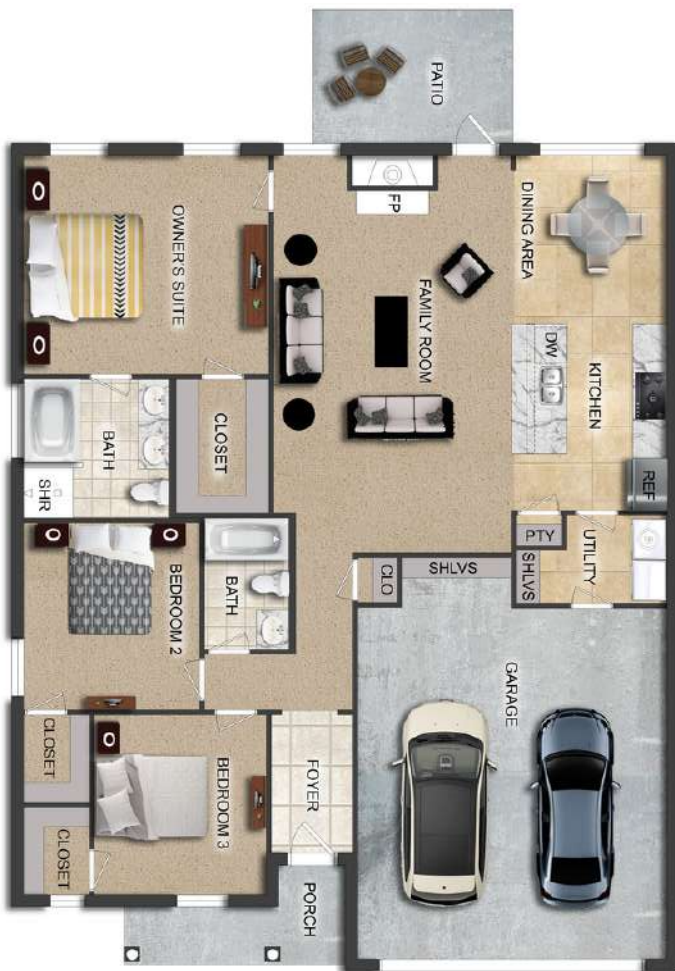 PATIO
OWNER'S SUITE
FP
DINING AREA
FAMILY ROOM
DW
KITCHEN
REF
CLOSET
BATH
SHR
PTY
UTILITY
SHLVS
SHLVS
CLO
BATH
BEDROOM 2
GARAGE
CLOSET
BEDROOM 3
FOYER
CLOSET
PORCH